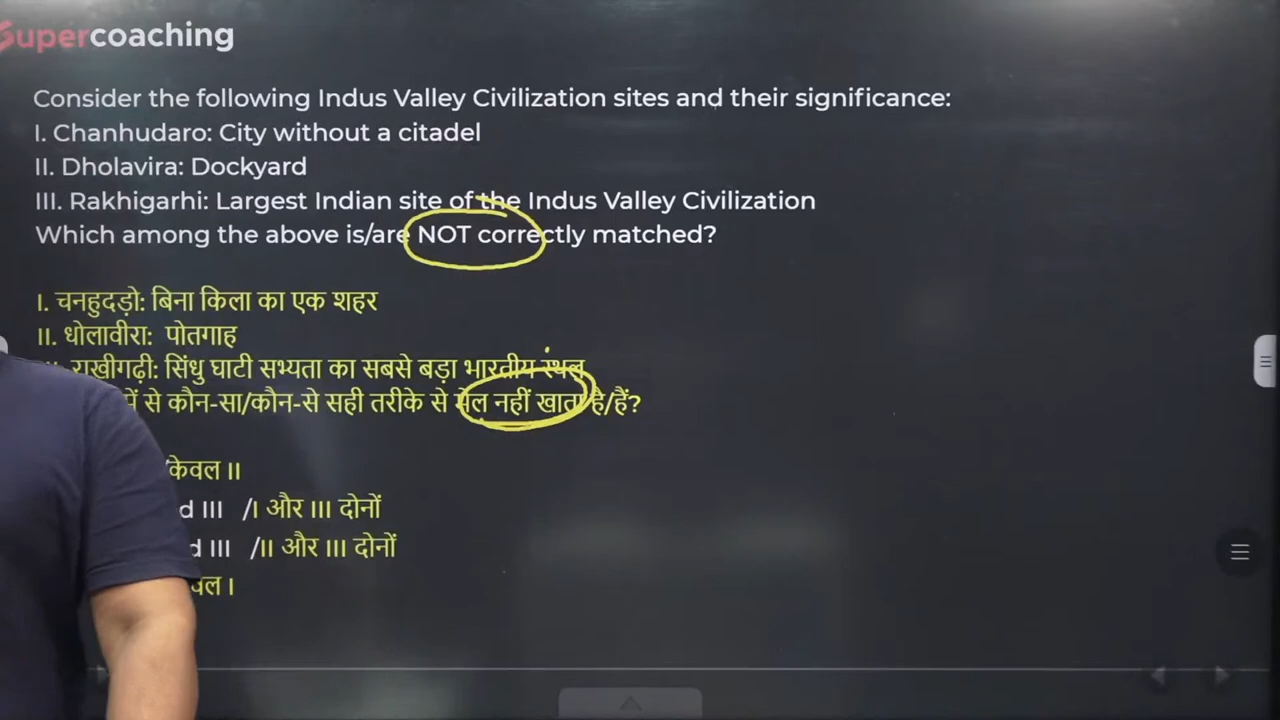 Supercoaching
Consider the following Indus Valley Civilization sites and their significance:
I. Chanhudaro: City without a citadel
II. Dholavira: Dockyard
III. Rakhigarhi: Largest Indian site of the Indus Valley Civilization
Which among the above is/are NOT correctly matched?
I. चनहुदड़ो: बिना किला का एक शहर
II. धोलावीरा: पोतगाह
राखीगढ़ी: सिंधु घाटी सभ्यता का सबसे बड़ा भारतीय स्थल
में से कौन-सा/कौन-से सही तरीके से मेल नहीं खाता है/हैं?
/केवल II
III /I और III दोनों
III /II और III दोनों
I